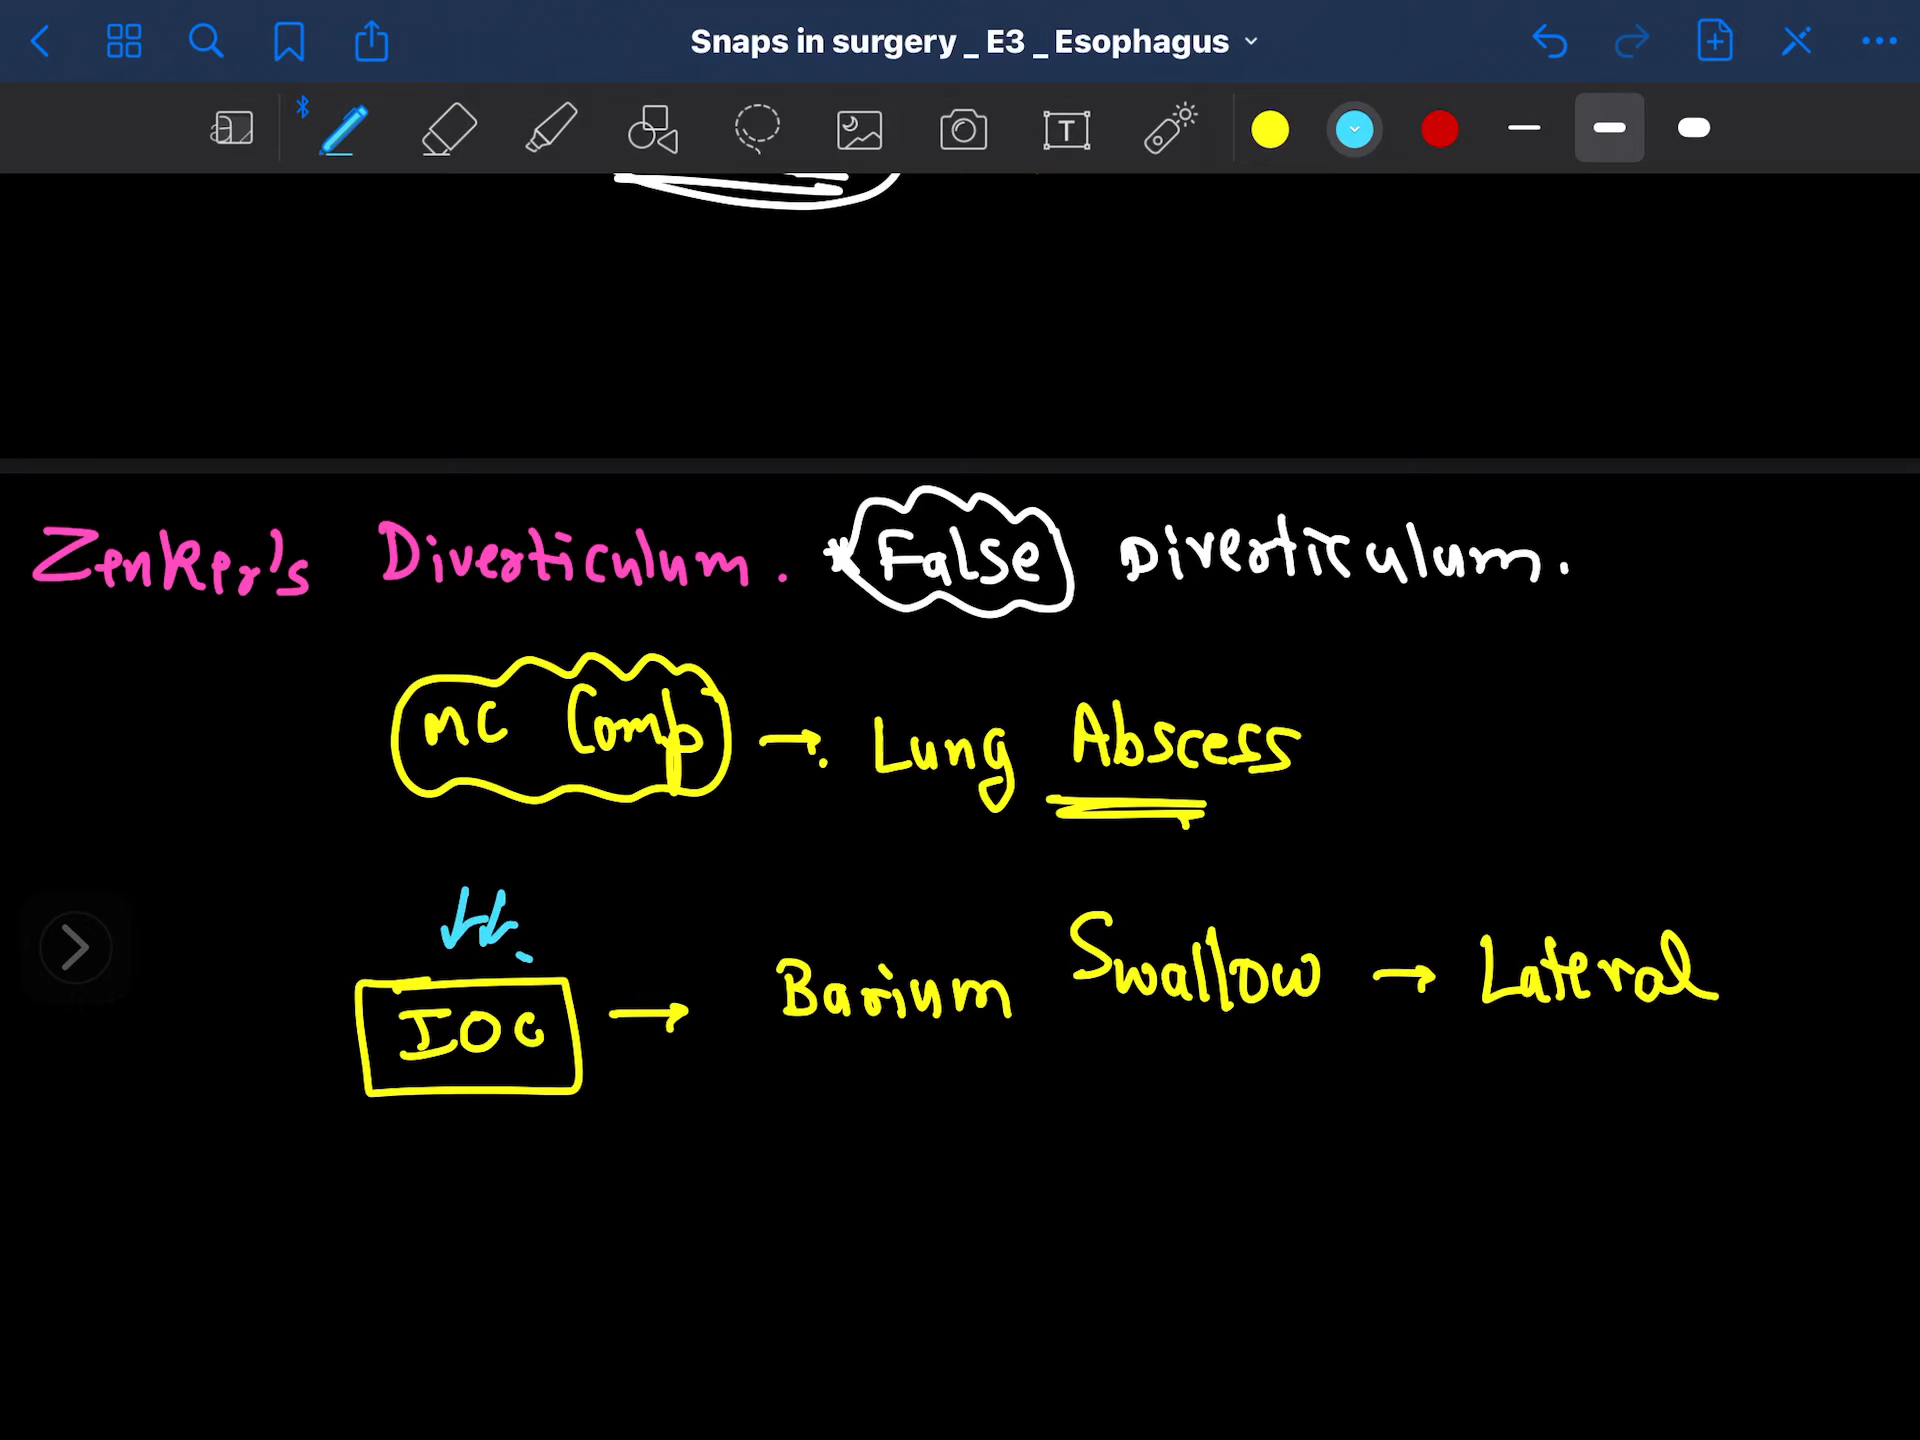 Snaps in surgery _ E3 _ Esophagus
T
Zenker's Diverticulum. * False Diverticulum.
MC Comp → Lung Abscess
IOC → Barium Swallow → Lateral